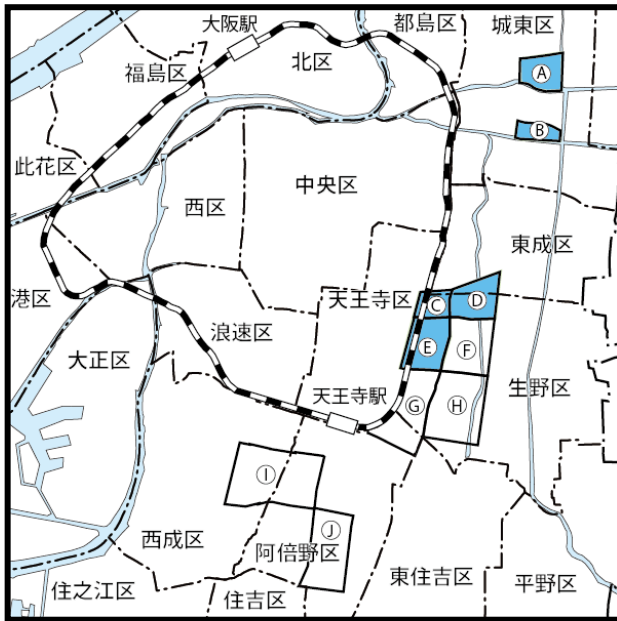 大阪駅
都島区
城東区
北区
福島区
Ⓐ
Ⓑ
此花区
中央区
西区
東成区
港区
天王寺区
Ⓒ
Ⓓ
浪速区
Ⓔ
Ⓕ
大正区
生野区
天王寺駅
Ⓖ
Ⓗ
Ⓘ
Ⓙ
西成区
阿倍野区
東住吉区
平野区
住之江区
住吉区